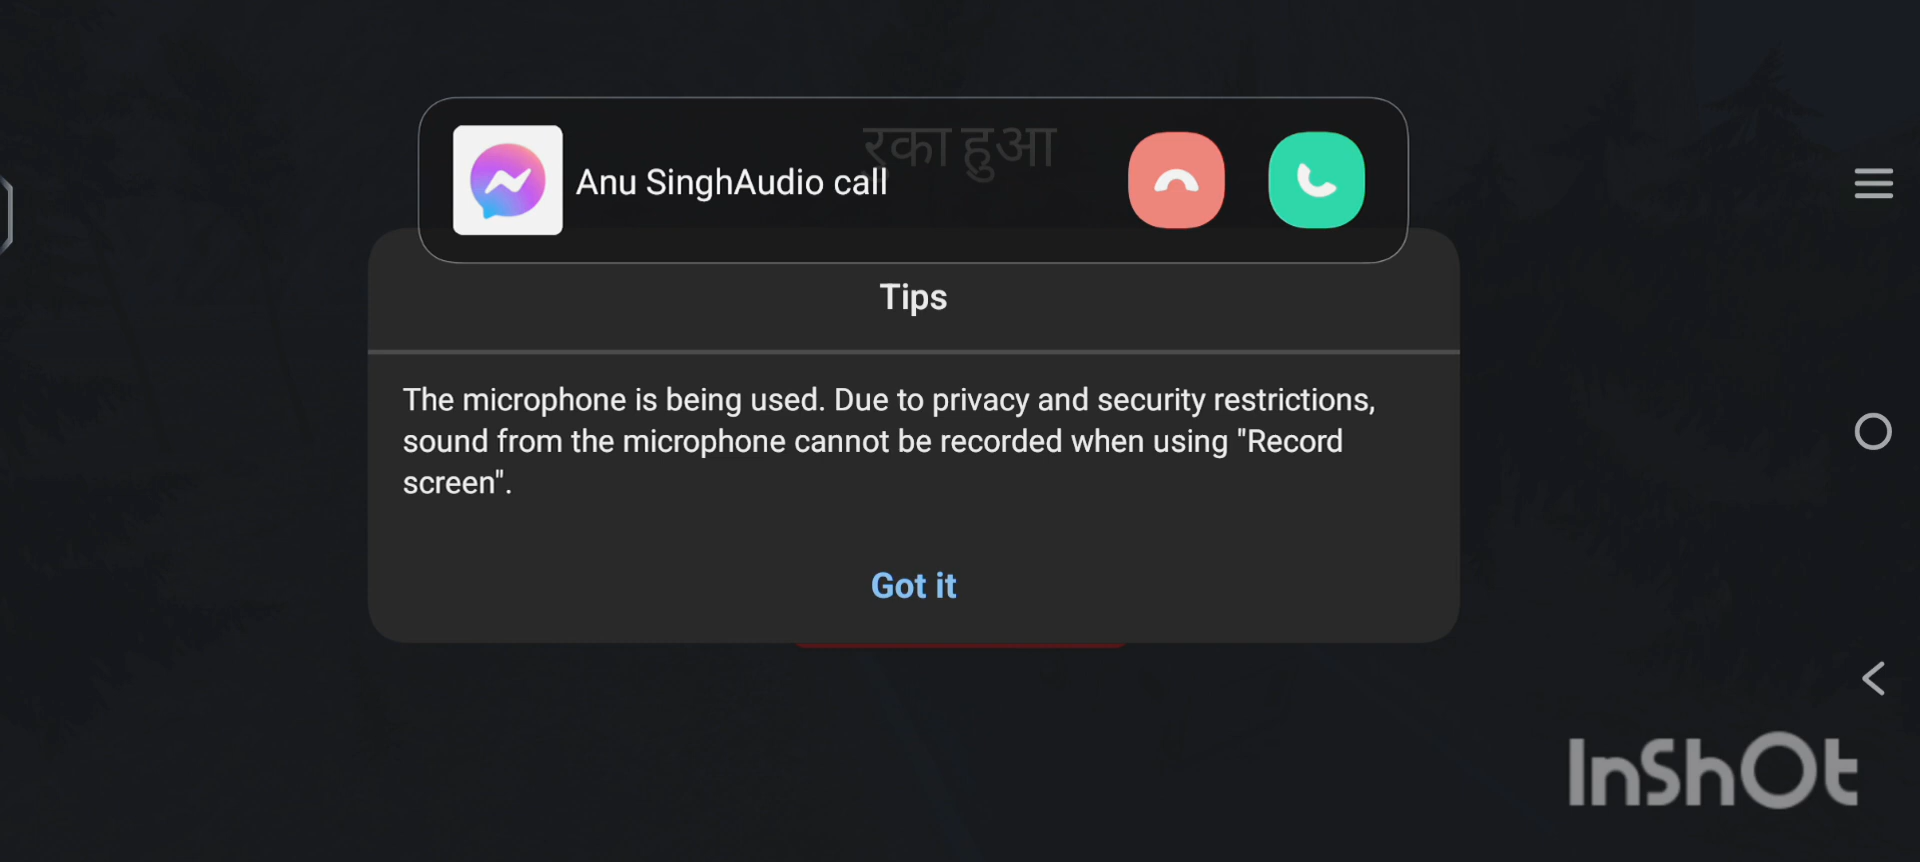 रुका हुआ
Anu SinghAudio call
Tips
The microphone is being used. Due to privacy and security restrictions,
sound from the microphone cannot be recorded when using "Record
screen".
Got it
InShOt